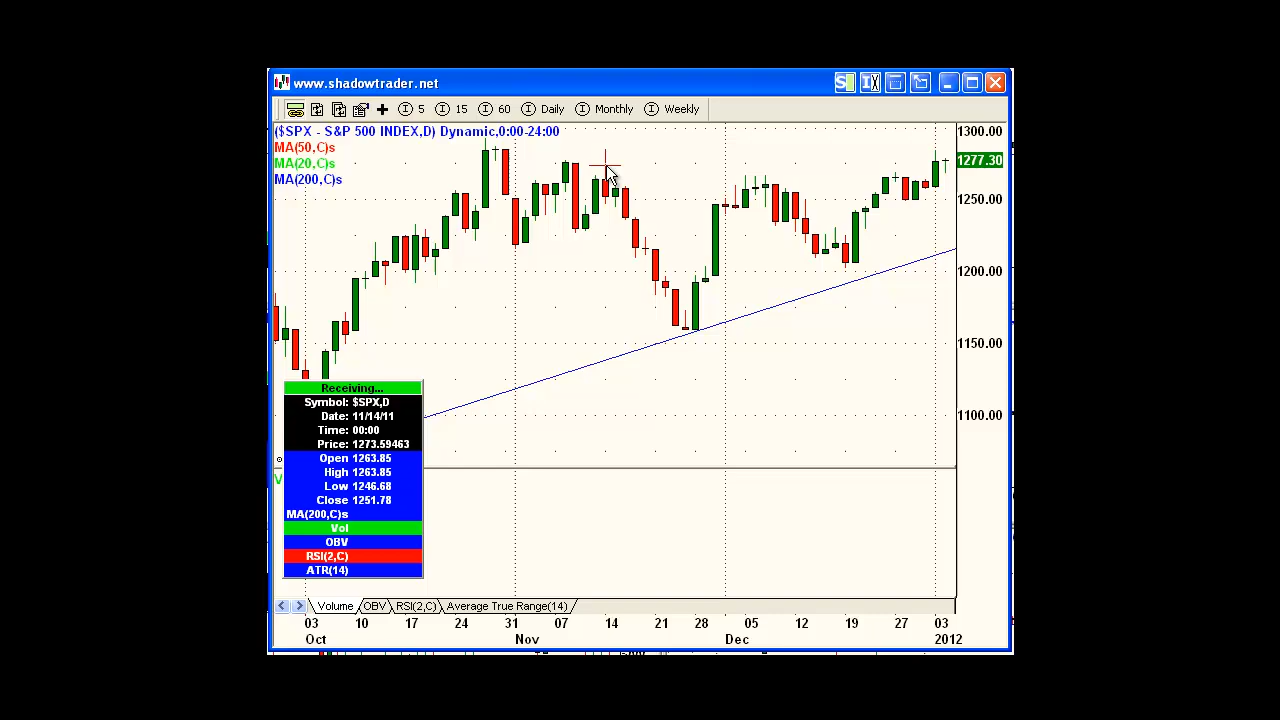 www.shadowtrader.net
5 15 60 Daily Monthly Weekly
($SPX - S&P 500 INDEX,D) Dynamic,0:00-24:00
MA(50,C)s
MA(20,C)s
MA(200,C)s
1300.00
1277.30
1250.00
1200.00
1150.00
1100.00
Receiving...
Symbol: $SPX,D
Date: 11/14/11
Time: 00:00
Price: 1273.59463
Open 1263.85
High 1263.85
Low 1246.68
Close 1251.78
MA(200,C)s
Vol
OBV
RSI(2,C)
ATR(14)
Volume OBV RSI(2,C) Average True Range(14)
03 10 17 24 31 07 14 21 28 05 12 19 27 03
Oct Nov Dec 2012